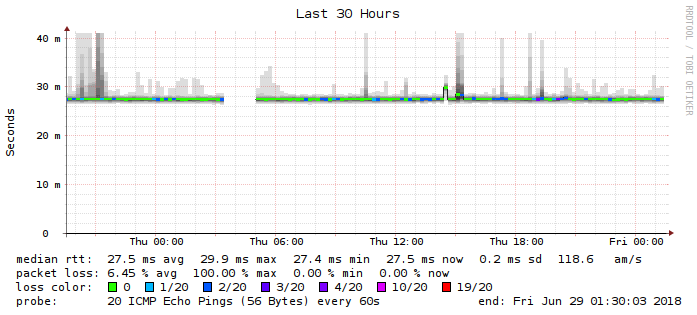 Last 30 Hours
RRDTOOL / TOBI OETIKER
Seconds
40 m
30 m
20 m
10 m
0
Thu 00:00 Thu 06:00 Thu 12:00 Thu 18:00 Fri 00:00
median rtt: 27.5 ms avg 29.9 ms max 27.4 ms min 27.5 ms now 0.2 ms sd 118.6 am/s
packet loss: 6.45 % avg 100.00 % max 0.00 % min 0.00 % now
loss color: 0 1/20 2/20 3/20 4/20 10/20 19/20
probe: 20 ICMP Echo Pings (56 Bytes) every 60s end: Fri Jun 29 01:30:03 2018